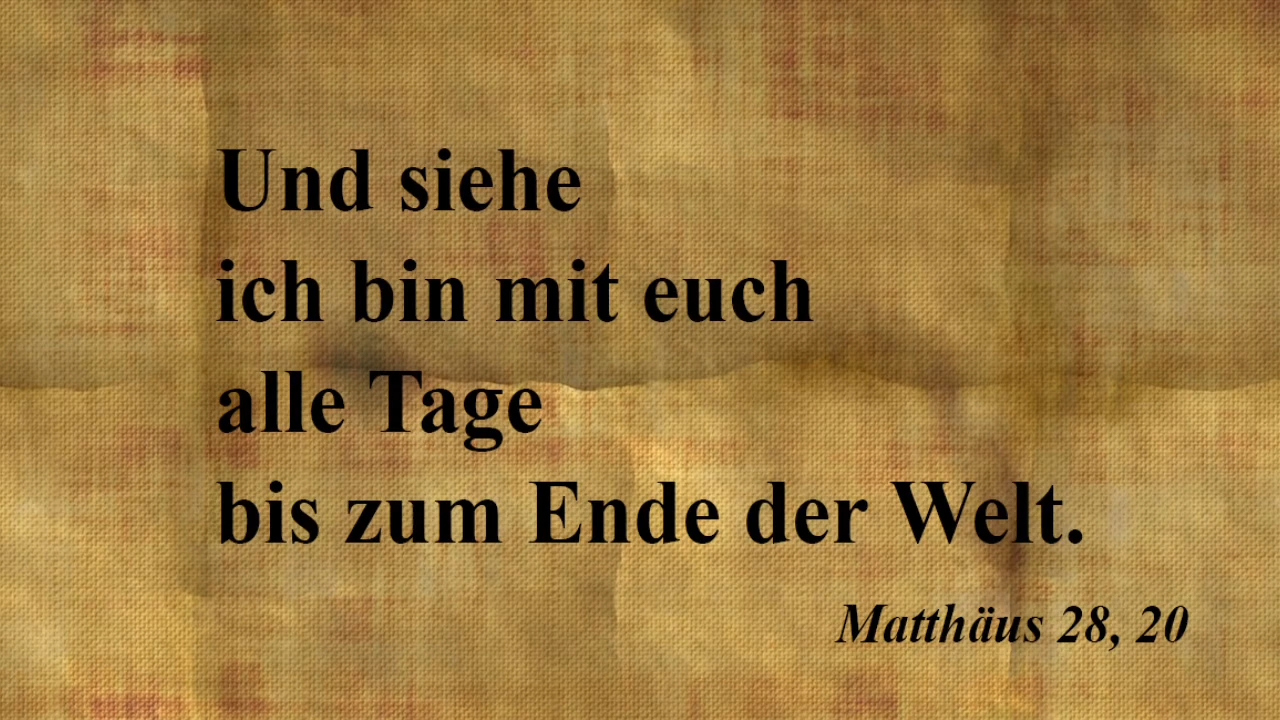 Und siehe
ich bin mit euch
alle Tage
bis zum Ende der Welt.
Matthäus 28, 20